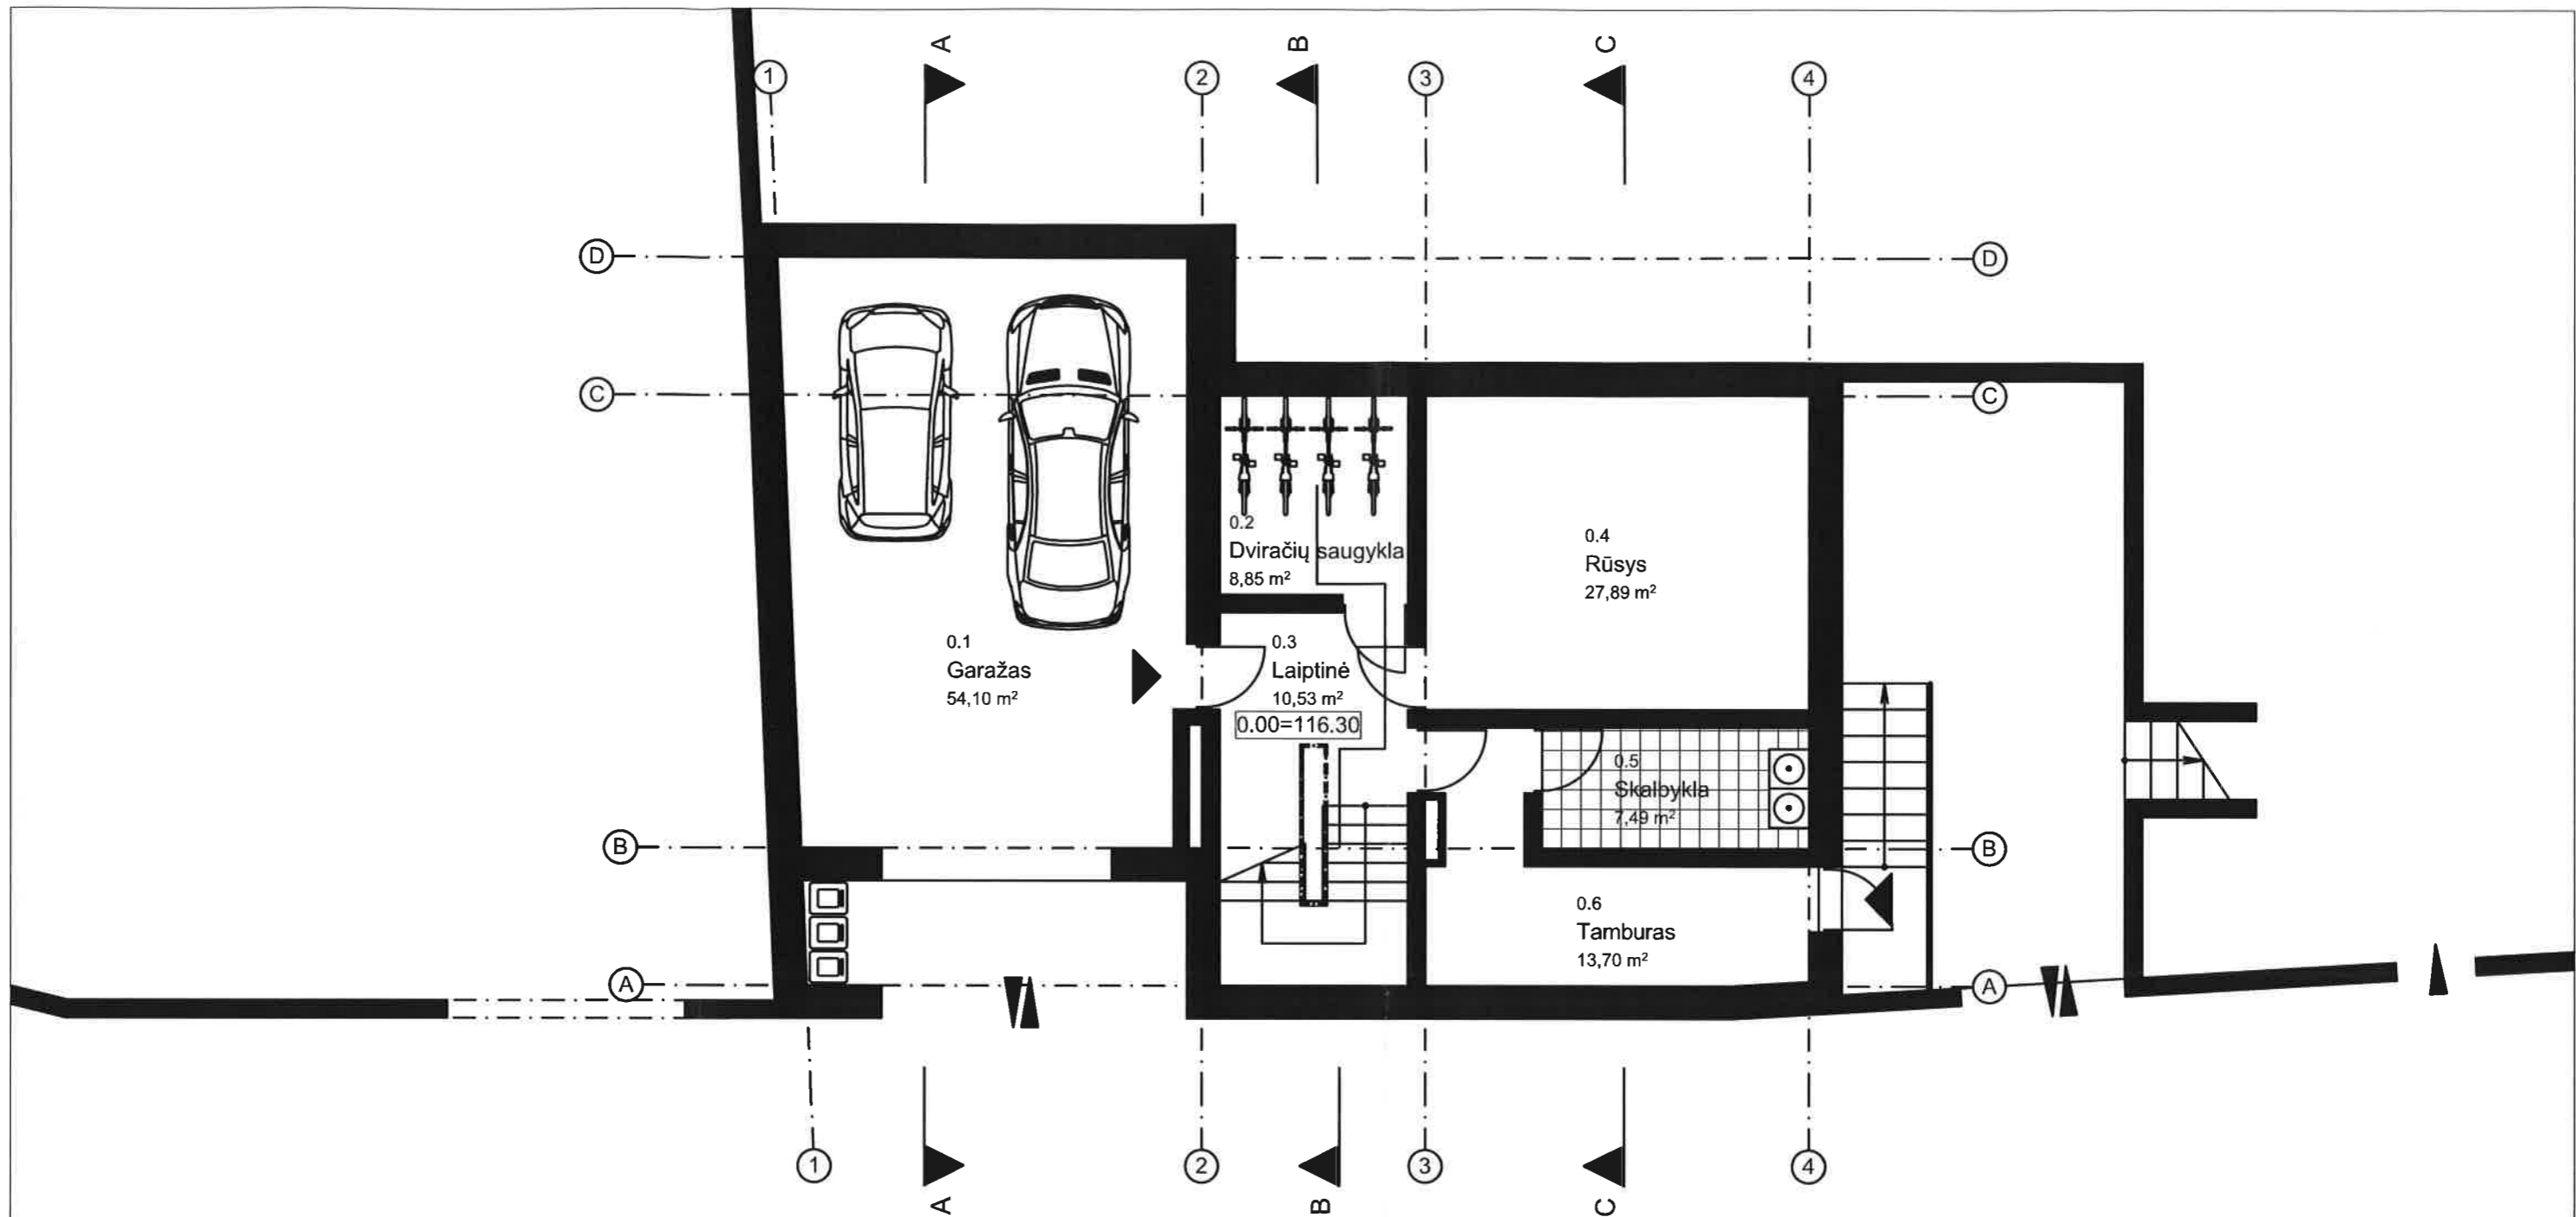 A
B
C
1
2
3
4
D
D
C
C
0.2
Dviračių saugykla
8,85 m²
0.4
Rūsys
27,89 m²
0.1
Garažas
54,10 m²
0.3
Laiptinė
10,53 m²
0.00=116.30
0.5
Skalbykla
7,49 m²
B
B
0.6
Tamburas
13,70 m²
A
A
1
2
3
4
A
B
C